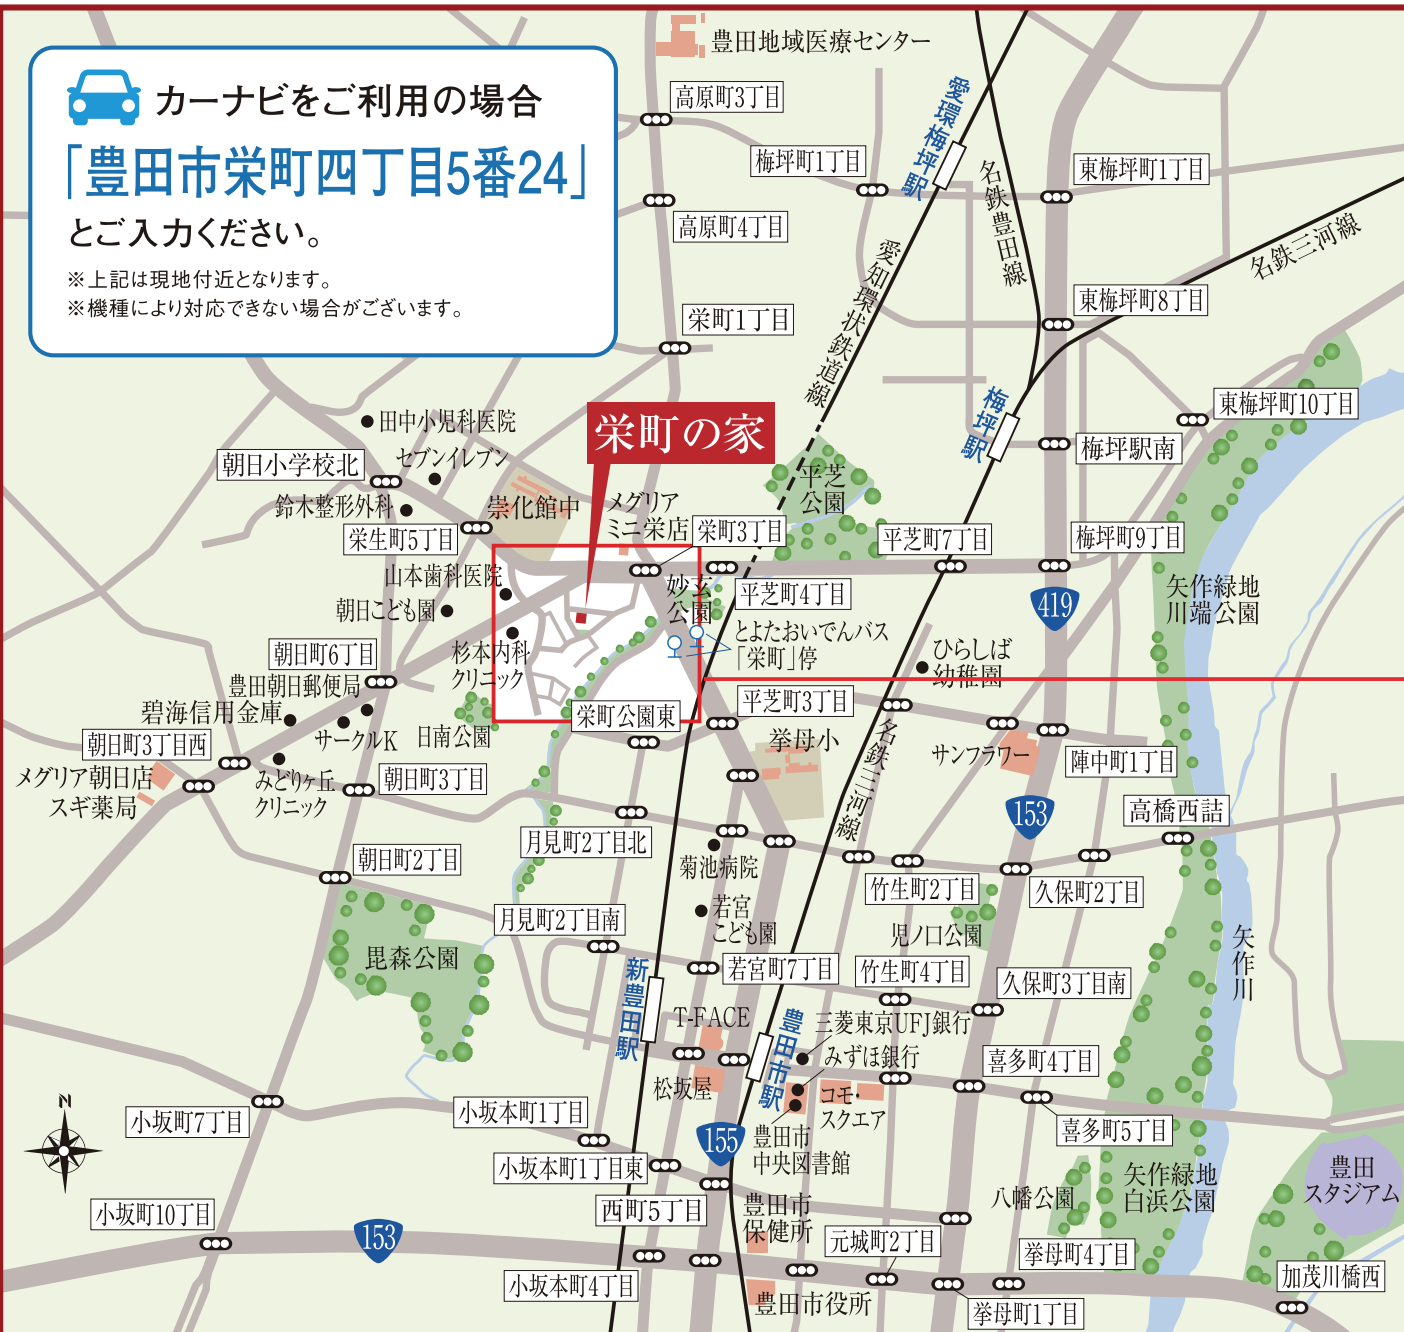 カーナビをご利用の場合
「豊田市栄町四丁目5番24」
とご入力ください。
※上記は現地付近となります。
※機種により対応できない場合がございます。
豊田地域医療センター
高原町3丁目
愛環梅坪駅
梅坪町1丁目
名鉄豊田線
東梅坪町1丁目
高原町4丁目
愛知環状鉄道線
名鉄三河線
東梅坪町8丁目
栄町1丁目
梅坪駅
東梅坪町10丁目
田中小児科医院
栄町の家
セブンイレブン
朝日小学校北
梅坪駅南
平芝
公園
鈴木整形外科
崇化館中
メグリア
ミニ栄店
栄町3丁目
栄生町5丁目
平芝町7丁目
梅坪町9丁目
山本歯科医院
妙玄
公園
平芝町4丁目
419
矢作緑地
川端公園
朝日こども園
とよたおいでんバス
「栄町」停
杉本内科
クリニック
ひらしば
幼稚園
朝日町6丁目
豊田朝日郵便局
碧海信用金庫
サークルK
日南公園
栄町公園東
平芝町3丁目
朝日町3丁目西
挙母小
名鉄三河線
サンフラワー
陣中町1丁目
メグリア朝日店
スギ薬局
みどりヶ丘
クリニック
朝日町3丁目
153
高橋西詰
月見町2丁目北
朝日町2丁目
菊池病院
竹生町2丁目
久保町2丁目
月見町2丁目南
若宮
こども園
児ノ口公園
矢作川
毘森公園
新豊田駅
若宮町7丁目
竹生町4丁目
久保町3丁目南
T-FACE
豊田市駅
三菱東京UFJ銀行
みずほ銀行
喜多町4丁目
松坂屋
コモ・
スクエア
N
小坂町7丁目
小坂本町1丁目
155
豊田市
中央図書館
喜多町5丁目
小坂本町1丁目東
八幡公園
矢作緑地
白浜公園
豊田
スタジアム
小坂町10丁目
153
西町5丁目
豊田市
保健所
元城町2丁目
挙母町4丁目
小坂本町4丁目
豊田市役所
挙母町1丁目
加茂川橋西